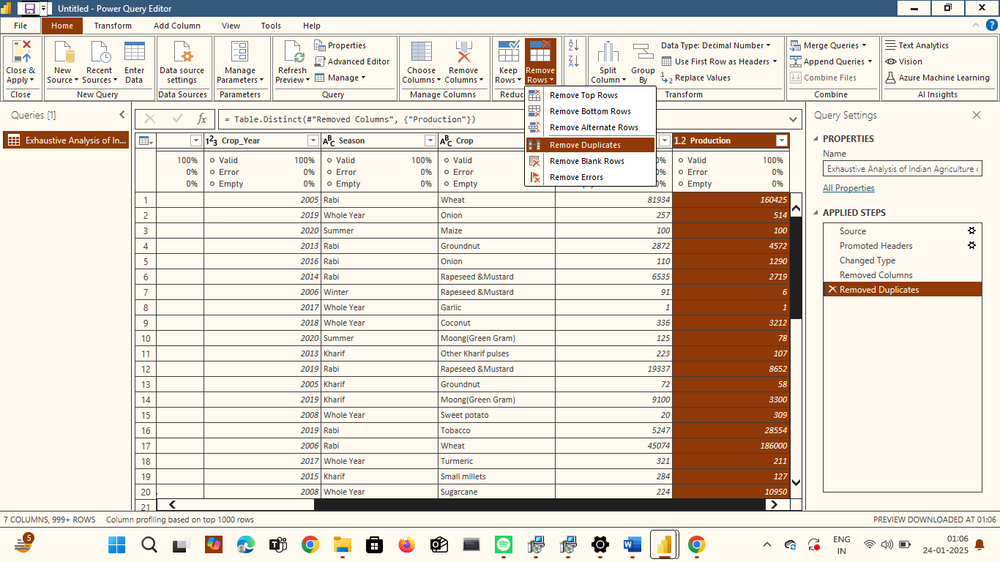 Untitled - Power Query Editor
File Home Transform Add Column View Tools Help
Close & Apply
New Source
Recent Sources
Enter Data
Data source settings
Manage Parameters
Refresh Preview
Properties
Advanced Editor
Manage
Choose Columns
Remove Columns
Keep Rows
Remove Rows
Split Column
Group By
Data Type: Decimal Number
Use First Row as Headers
Replace Values
Merge Queries
Append Queries
Combine Files
Text Analytics
Vision
Azure Machine Learning
Close New Query Data Sources Parameters Query Manage Columns Reduc Transform Combine AI Insights
Remove Top Rows
Remove Bottom Rows
Remove Alternate Rows
Remove Duplicates
Remove Blank Rows
Remove Errors
Queries [1]
Exhaustive Analysis of In...
fx = Table.Distinct(#"Removed Columns", {"Production"})
1²3 Crop_Year ABC Season ABC Crop 1.2 Production
100% Valid 100% Valid 100% Valid 100% Valid 100%
0% Error 0% Error 0% Error 0% Error 0%
0% Empty 0% Empty 0% Empty 0% Empty 0%
1 2005 Rabi Wheat 81934 160425
2 2019 Whole Year Onion 257 514
3 2020 Summer Maize 100 100
4 2013 Rabi Groundnut 2872 4572
5 2016 Rabi Onion 110 1290
6 2014 Rabi Rapeseed &Mustard 6535 2719
7 2006 Winter Rapeseed &Mustard 91 6
8 2017 Whole Year Garlic 1 1
9 2018 Whole Year Coconut 336 3212
10 2020 Summer Moong(Green Gram) 125 78
11 2013 Kharif Other Kharif pulses 223 107
12 2019 Rabi Rapeseed &Mustard 19337 8652
13 2005 Kharif Groundnut 72 58
14 2019 Kharif Moong(Green Gram) 9100 3300
15 2008 Whole Year Sweet potato 20 309
16 2019 Rabi Tobacco 5247 28554
17 2006 Rabi Wheat 45074 186000
18 2017 Whole Year Turmeric 321 211
19 2015 Kharif Small millets 284 127
20 2008 Whole Year Sugarcane 224 10950
21
Query Settings
PROPERTIES
Name
Exhaustive Analysis of Indian Agriculture
All Properties
APPLIED STEPS
Source
Promoted Headers
Changed Type
Removed Columns
Removed Duplicates
7 COLUMNS, 999+ ROWS Column profiling based on top 1000 rows PREVIEW DOWNLOADED AT 01:06
5
ENG
IN
01:06
24-01-2025